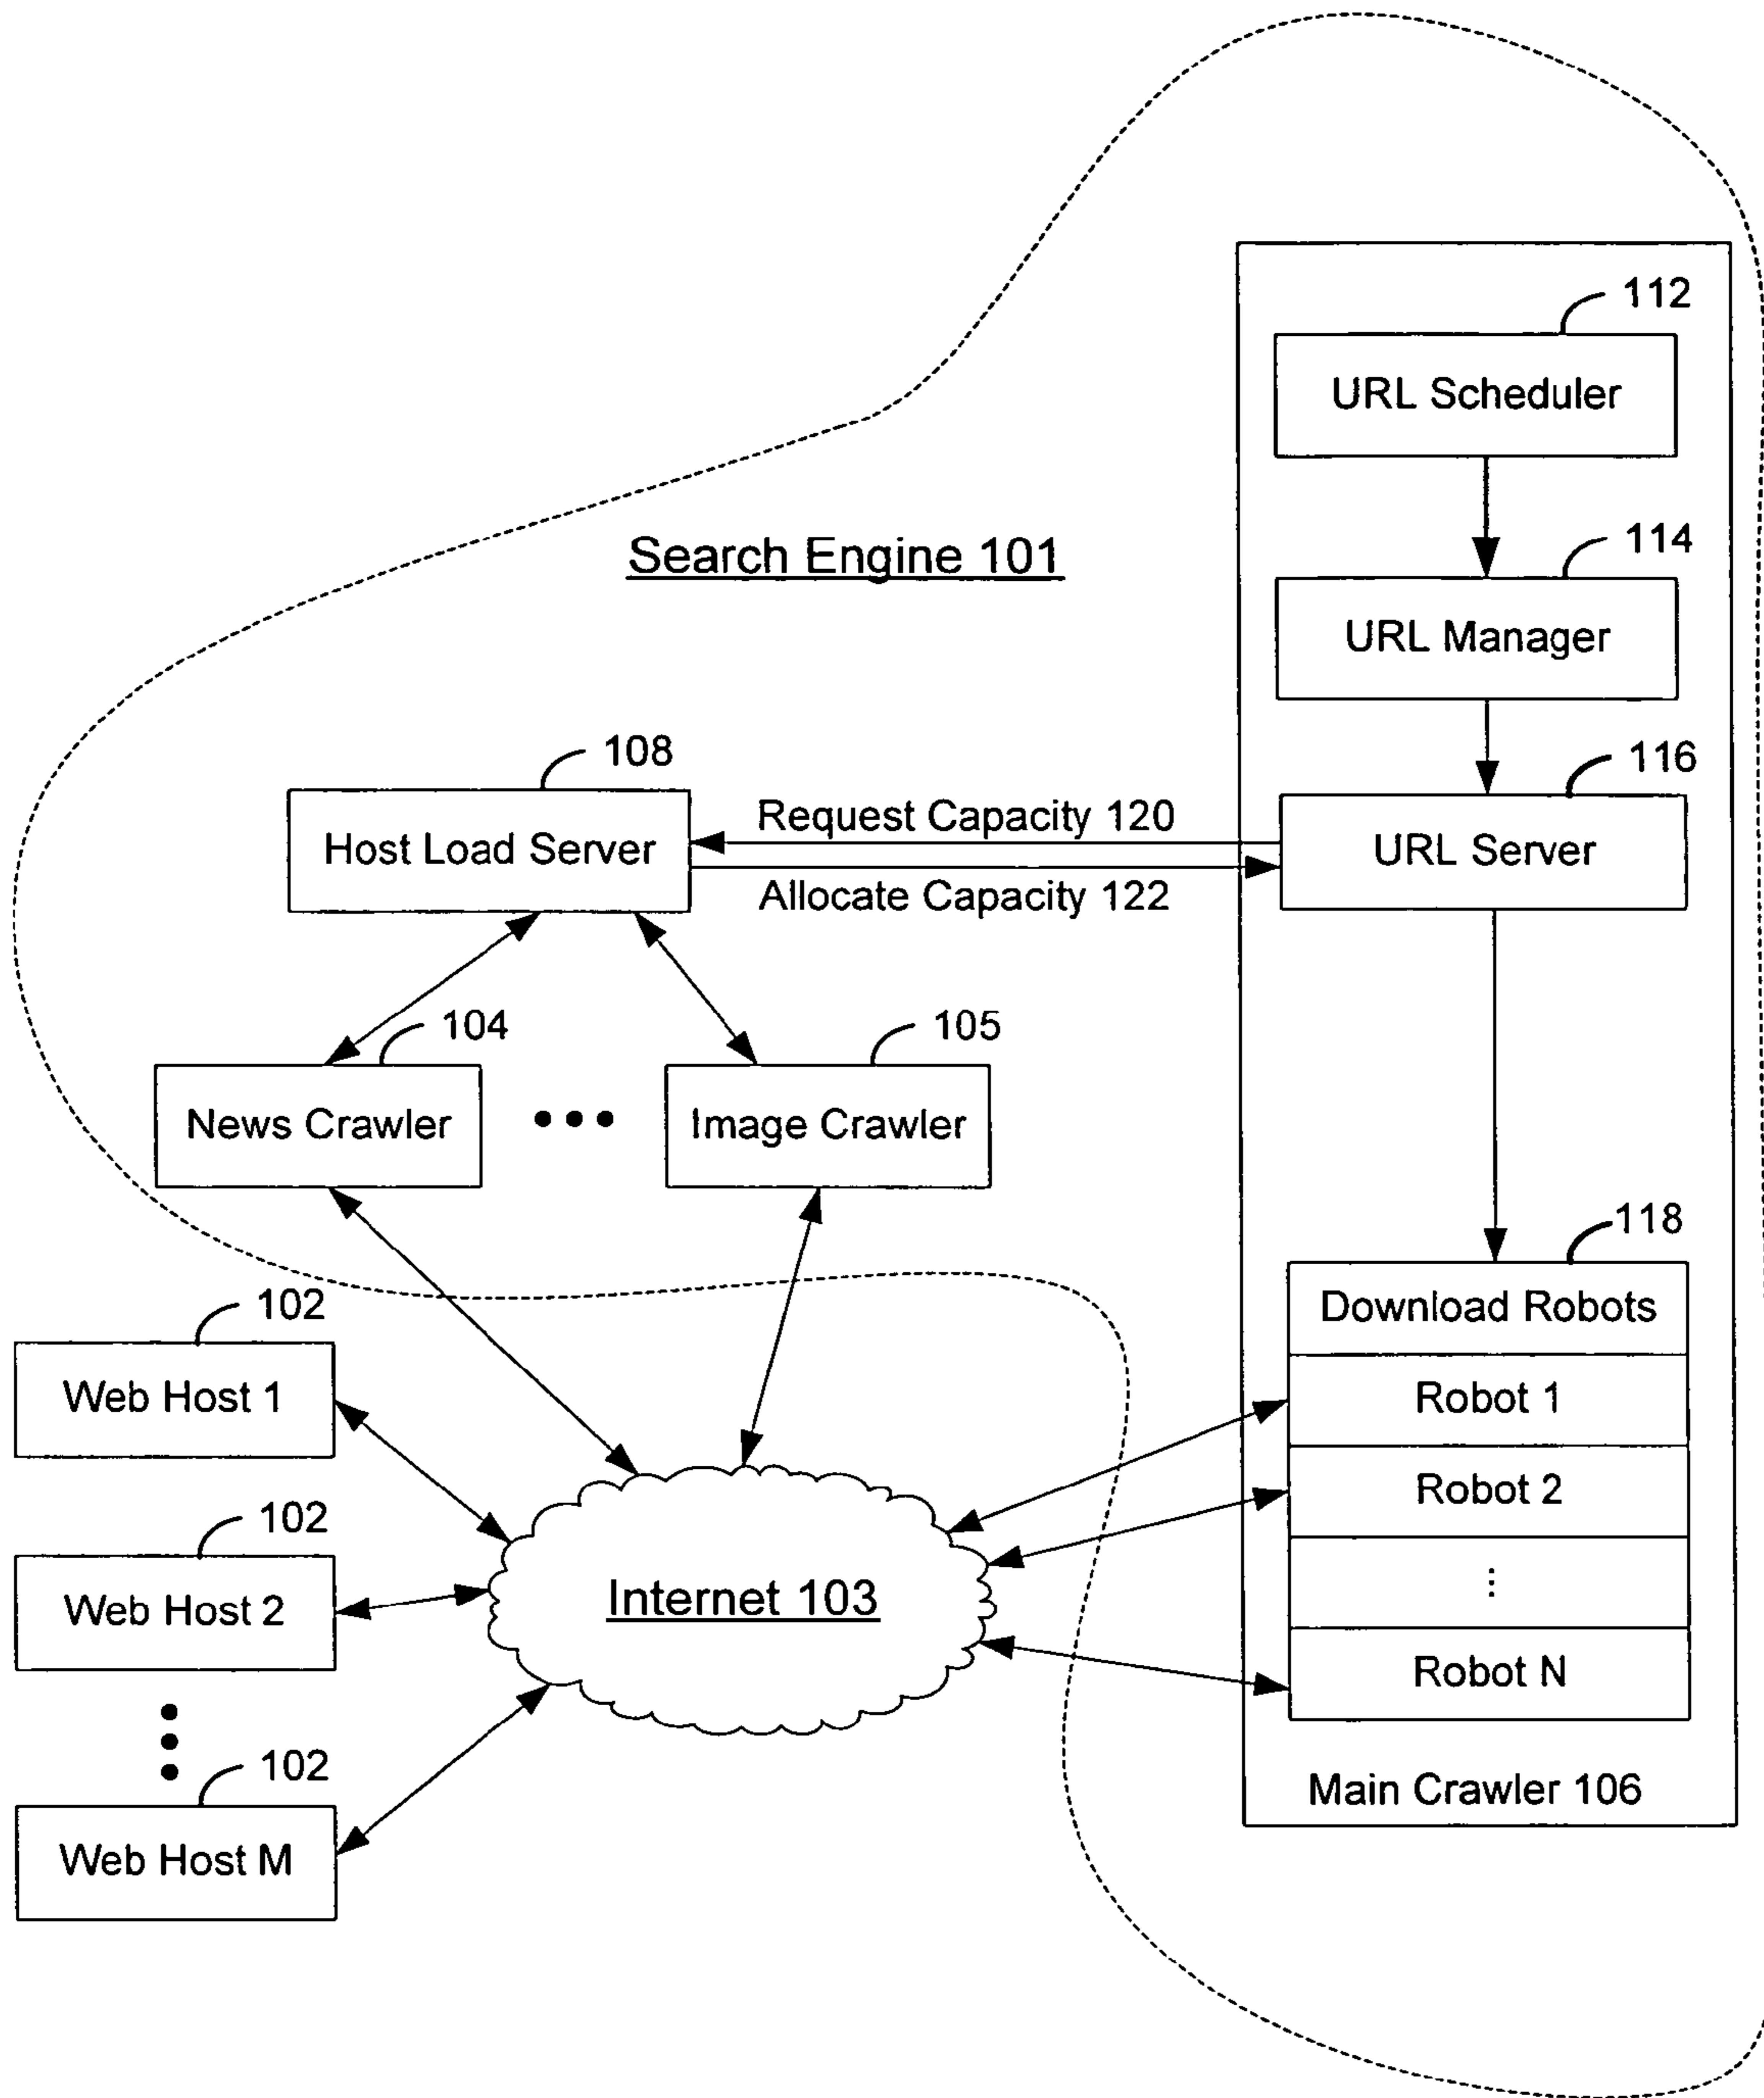 112
URL Scheduler
Search Engine 101
114
URL Manager
108
116
Host Load Server
Request Capacity 120
Allocate Capacity 122
URL Server
104
105
News Crawler
•••
Image Crawler
118
Download Robots
102
Web Host 1
Robot 1
102
Robot 2
Web Host 2
Internet 103
⋮
Robot N
102
Web Host M
Main Crawler 106